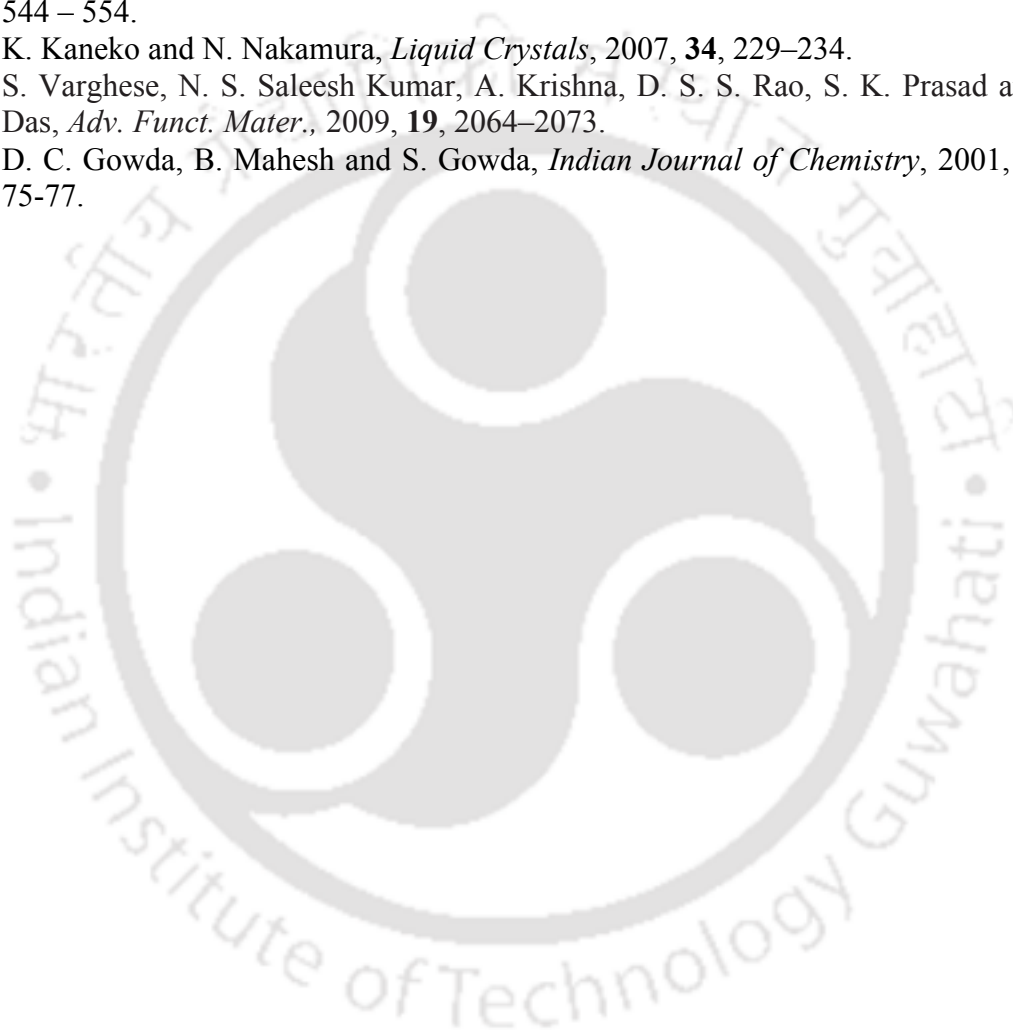 544 – 554.
K. Kaneko and N. Nakamura, Liquid Crystals, 2007, 34, 229–234.
S. Varghese, N. S. Saleesh Kumar, A. Krishna, D. S. S. Rao, S. K. Prasad a
Das, Adv. Funct. Mater., 2009, 19, 2064–2073.
D. C. Gowda, B. Mahesh and S. Gowda, Indian Journal of Chemistry, 2001,
75-77.
भारतीय प्रौद्योगिकी संस्थान गुवाहाटी
• Indian Institute of Technology Guwahati •